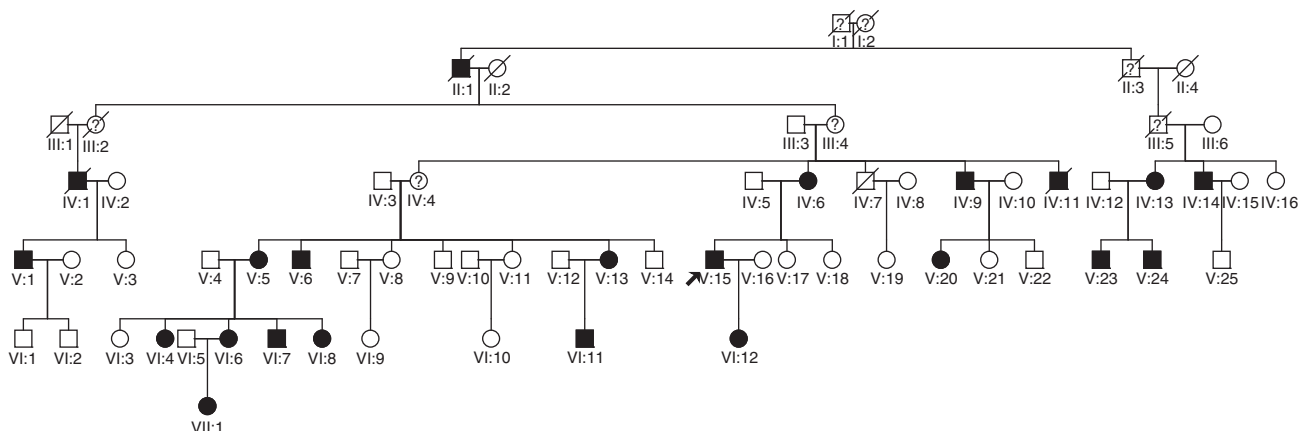 ? ?
I:1 I:2
?
II:1 II:2 II:3 II:4
? ? ?
III:1 III:2 III:3 III:4 III:5 III:6
?
IV:1 IV:2 IV:3 IV:4 IV:5 IV:6 IV:7 IV:8 IV:9 IV:10 IV:11 IV:12 IV:13 IV:14 IV:15 IV:16
V:1 V:2 V:3 V:4 V:5 V:6 V:7 V:8 V:9 V:10 V:11 V:12 V:13 V:14 V:15 V:16 V:17 V:18 V:19 V:20 V:21 V:22 V:23 V:24 V:25
VI:1 VI:2 VI:3 VI:4 VI:5 VI:6 VI:7 VI:8 VI:9 VI:10 VI:11 VI:12
VII:1